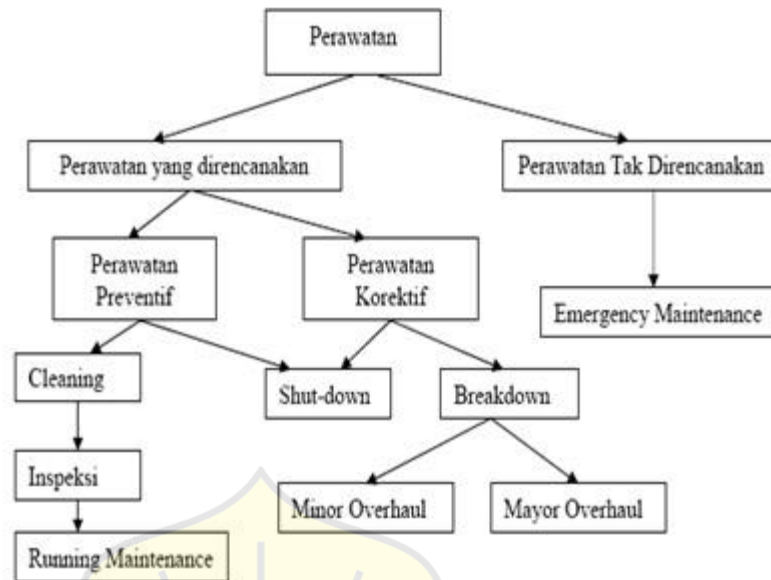 Perawatan
Perawatan yang direncanakan
Perawatan Tak Direncanakan
Perawatan
Preventif
Perawatan
Korektif
Emergency Maintenance
Cleaning
Shut-down
Breakdown
Inspeksi
Minor Overhaul
Mayor Overhaul
Running Maintenance